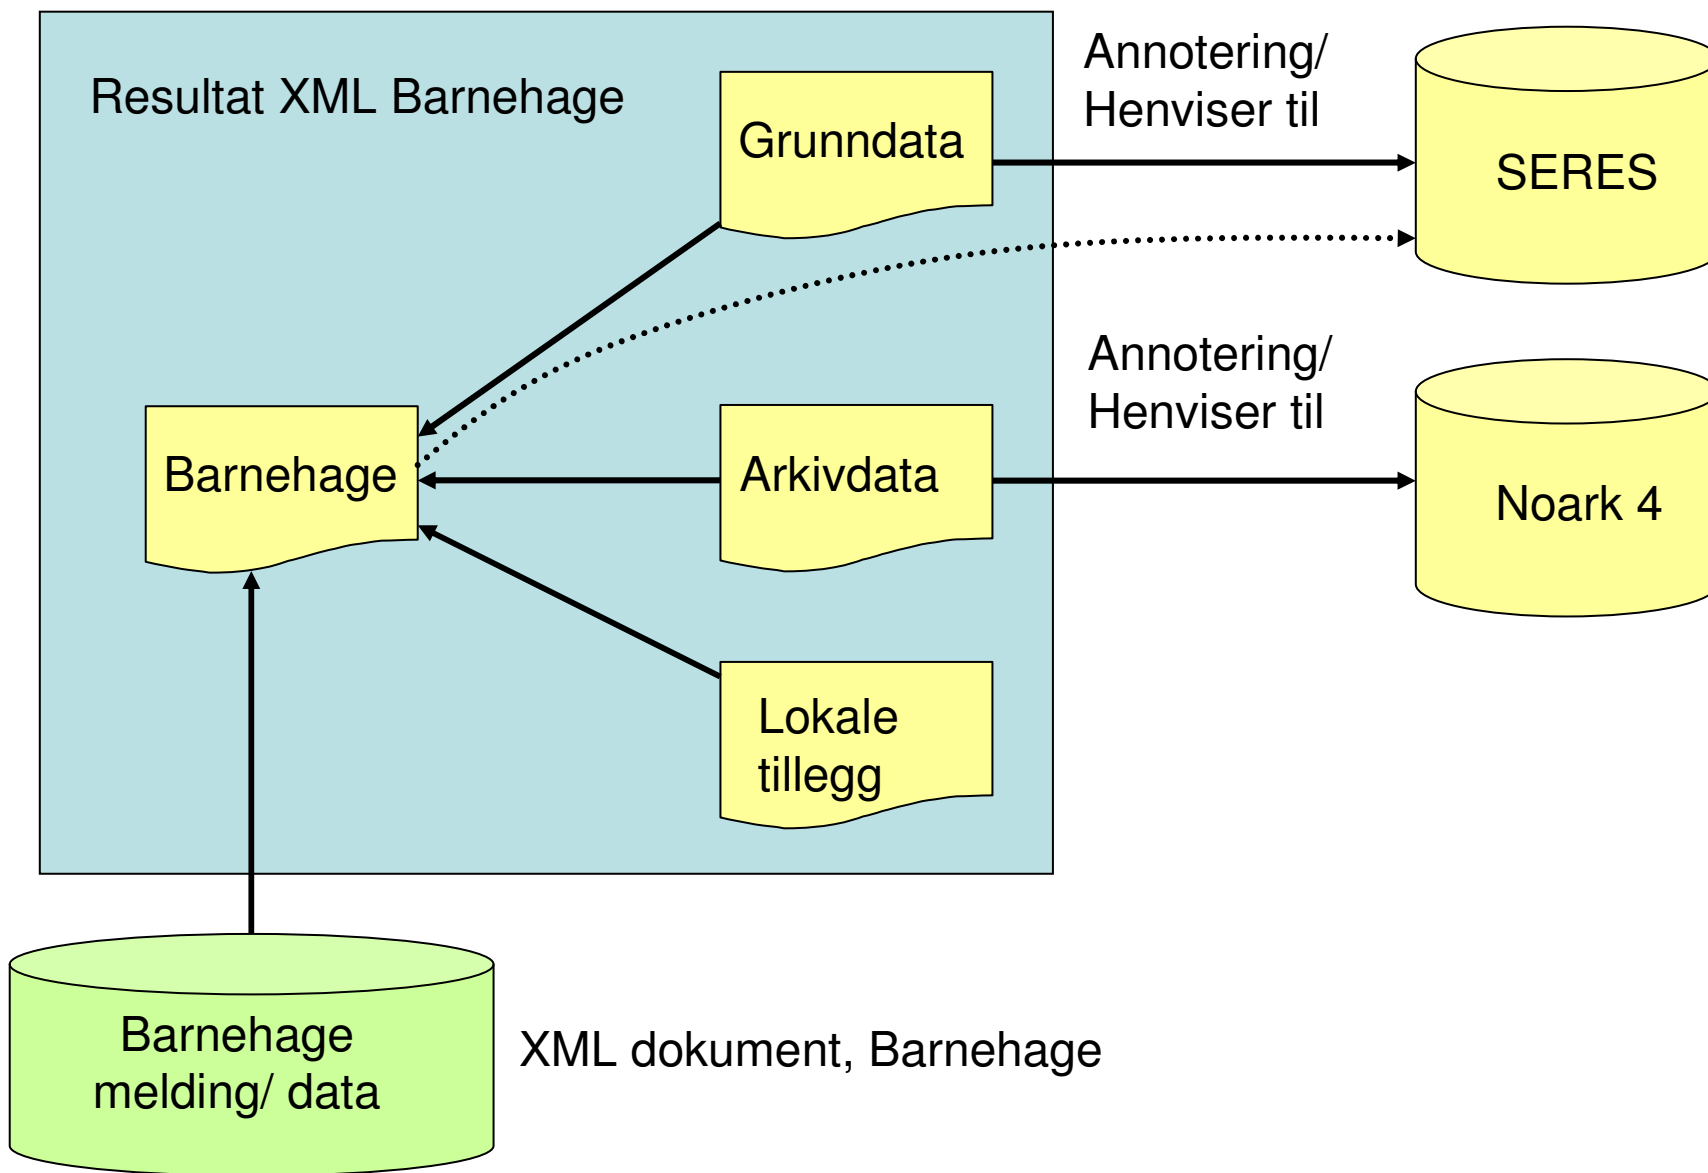 Resultat XML Barnehage
Grunndata
Annotering/
Henviser til
SERES
Annotering/
Henviser til
Barnehage
Arkivdata
Noark 4
Lokale
tillegg
Barnehage
melding/ data
XML dokument, Barnehage